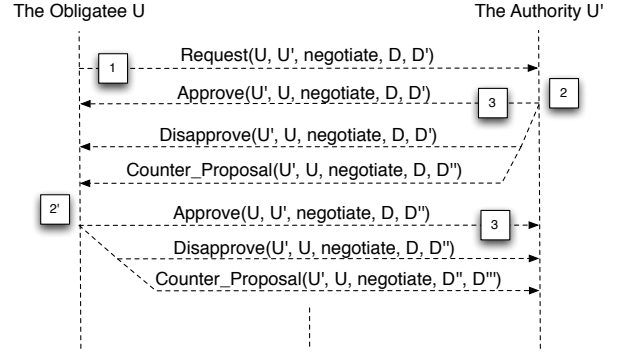 The Obligatee U
The Authority U'
Request(U, U', negotiate, D, D')
1
Approve(U', U, negotiate, D, D')
3
2
Disapprove(U', U, negotiate, D, D')
Counter_Proposal(U', U, negotiate, D, D'')
2'
Approve(U, U', negotiate, D, D'')
3
Disapprove(U', U, negotiate, D, D'')
Counter_Proposal(U', U, negotiate, D'', D''')